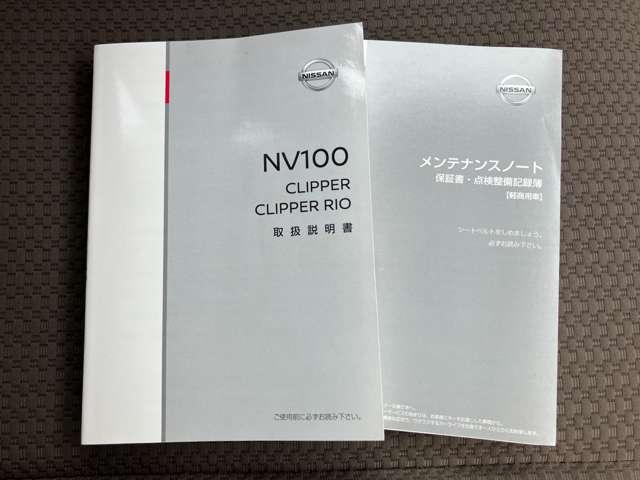 NISSAN
NV100
CLIPPER
CLIPPER RIO
取扱説明書
ご使用前に必ずお読み下さい。
NISSAN
メンテナンスノート
保証書・点検整備記録簿
【軽商用車】
シートベルトをしめましょう。
必ずお読み下さい。